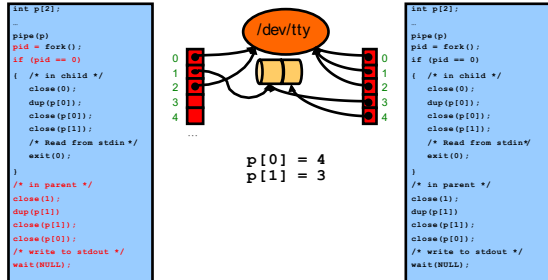 int p[2];
…
pipe(p)
pid = fork();
if (pid == 0)
{ /* in child */
close(0);
dup(p[0]);
close(p[0]);
close(p[1]);
/* Read from stdin */
exit(0);
}
/* in parent */
close(1);
dup(p[1])
close(p[1]);
close(p[0]);
/* write to stdout */
wait(NULL);
/dev/tty
0
1
2
3
4
…
0
1
2
3
4
p[0] = 4
p[1] = 3
int p[2];
…
pipe(p)
pid = fork();
if (pid == 0)
{ /* in child */
close(0);
dup(p[0]);
close(p[0]);
close(p[1]);
/* Read from stdin*/
exit(0);
}
/* in parent */
close(1);
dup(p[1])
close(p[1]);
close(p[0]);
/* write to stdout */
wait(NULL);